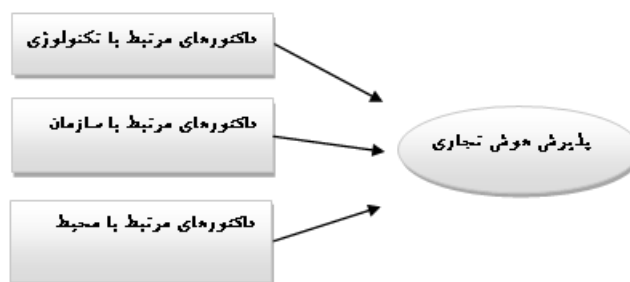 فاکتورهای مرتبط با تکنولوژی
فاکتورهای مرتبط با سازمان
پذیرش هوش تجاری
فاکتورهای مرتبط با محیط